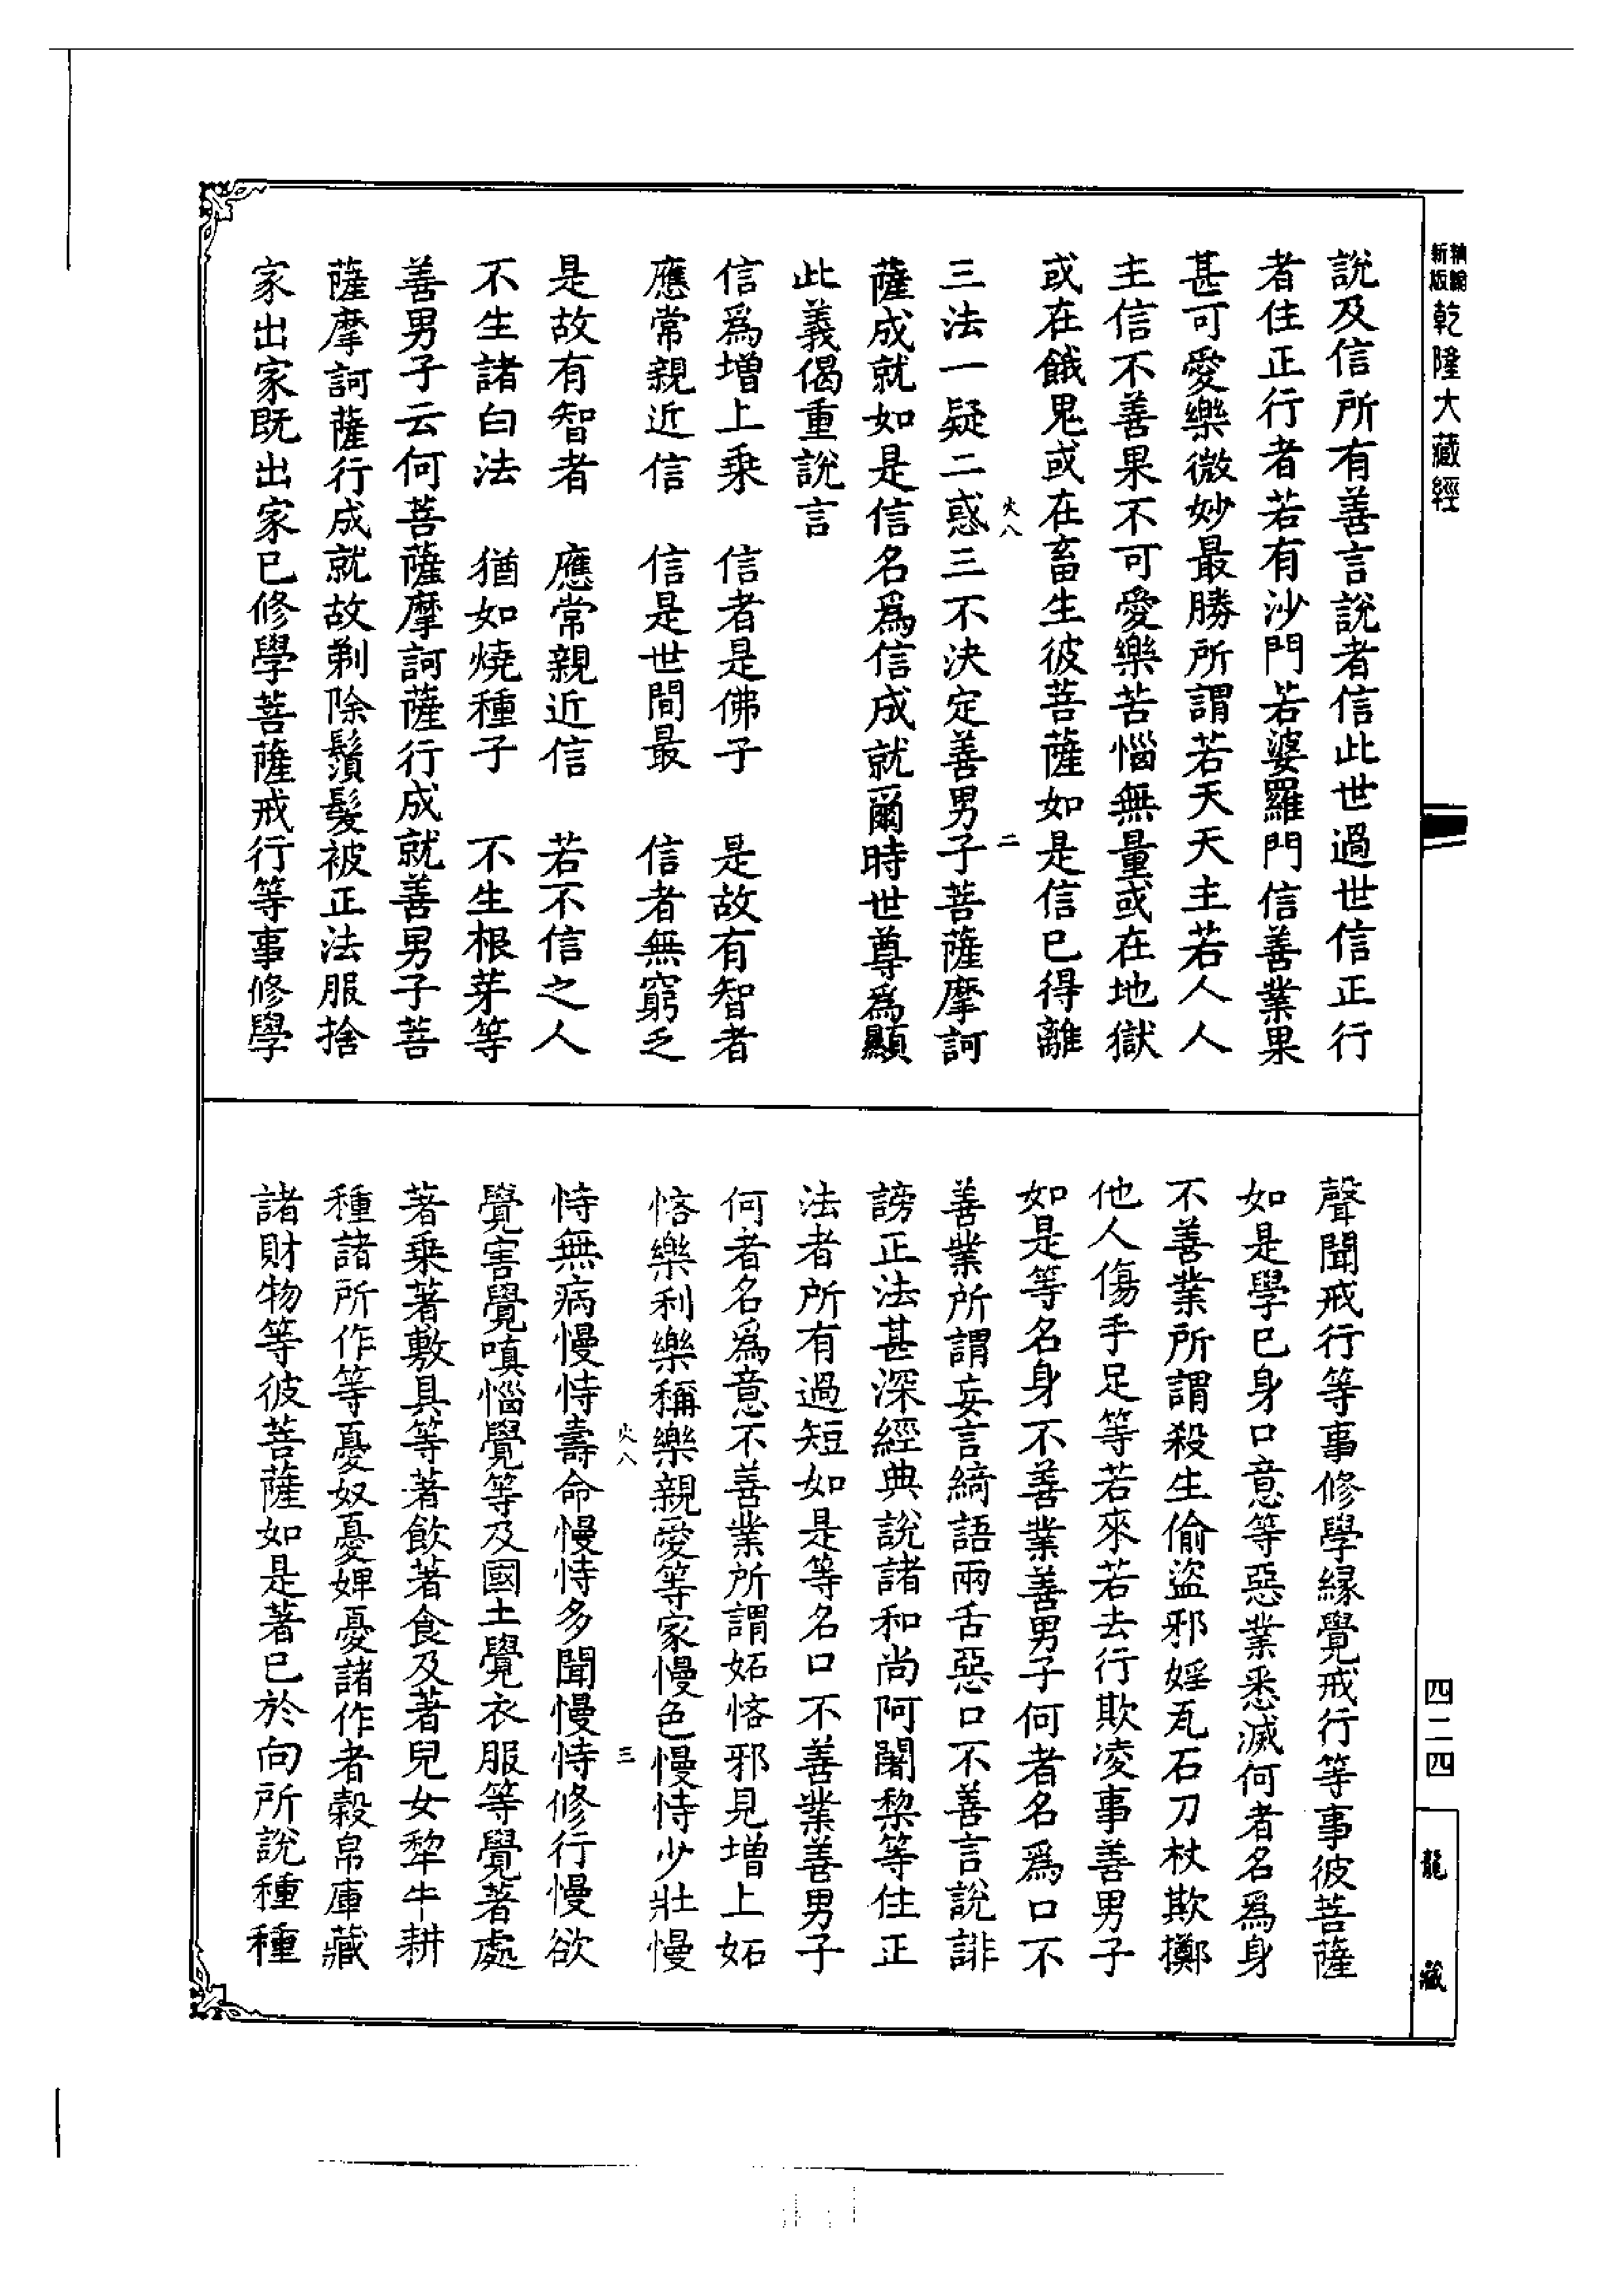 新編縮版
乾隆大藏經
說及信所有善言說者信此世過世信正行
者住正行者若有沙門若婆羅門信善業果
甚可愛樂微妙最勝所謂若天天主若人人
主信不善果不可愛樂苦惱無量或在地獄
或在餓鬼或在畜生彼菩薩如是信已得離
火八
二
三法一疑二惑三不決定善男子菩薩摩訶
薩成就如是信名爲信成就爾時世尊爲顯
此義偈重說言
信爲增上乘 信者是佛子 是故有智者
應常親近信 信是世間最 信者無窮乏
是故有智者 應常親近信 若不信之人
不生諸白法 猶如燒種子 不生根芽等
善男子云何菩薩摩訶薩行成就善男子菩
薩摩訶薩行成就故剃除鬚髮被正法服捨
家出家既出家已修學菩薩戒行等事修學
聲聞戒行等事修學緣覺戒行等事彼菩薩
如是學已身口意等惡業悉滅何者名爲身
不善業所謂殺生偷盜邪婬瓦石刀杖欺擲
他人傷手足等若來若去行欺凌事善男子
如是等名身不善業善男子何者名爲口不
善業所謂妄言綺語兩舌惡口不善言說誹
謗正法甚深經典說諸和尚阿闍棃等住正
法者所有過短如是等名口不善業善男子
何者名爲意不善業所謂妬悋邪見增上妬
悋樂利樂稱樂親愛等家慢色慢恃少壯慢
火八
三
恃無病慢恃壽命慢恃多聞慢恃修行慢欲
覺害覺嗔惱覺等及國土覺衣服等覺著處
著乘著敷具等著飲著食及著兒女犂牛耕
種諸所作等憂奴憂婢憂諸作者穀帛庫藏
諸財物等彼菩薩如是著已於向所說種種
四二四
龍藏